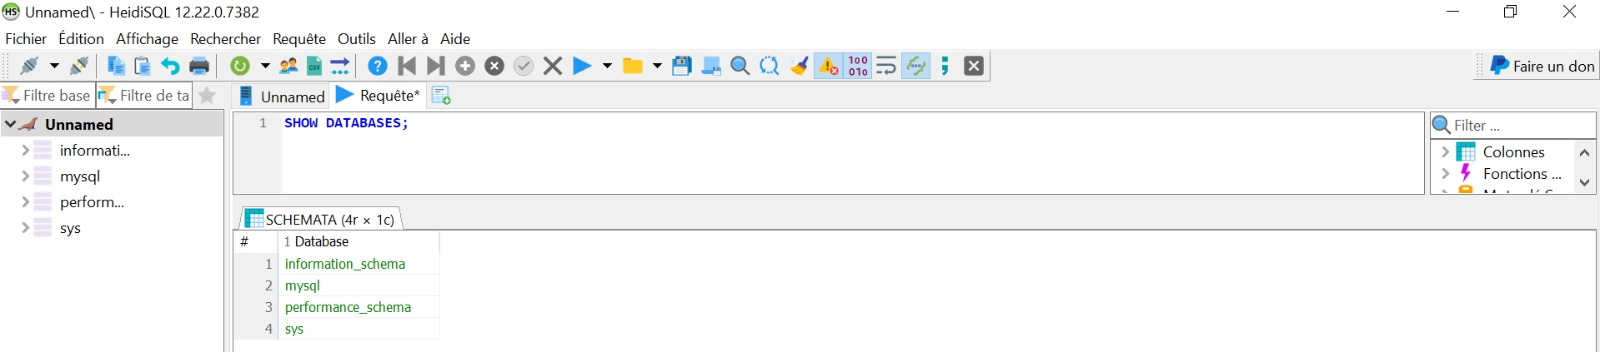 Unnamed\ - HeidiSQL 12.22.0.7382
Fichier Édition Affichage Rechercher Requête Outils Aller à Aide
Faire un don
Filtre base Filtre de ta Unnamed Requête*
Unnamed
informati...
mysql
perform...
sys
1 SHOW DATABASES;
Filter ...
Colonnes
Fonctions ...
SCHEMATA (4r × 1c)
# 1 Database
1 information_schema
2 mysql
3 performance_schema
4 sys